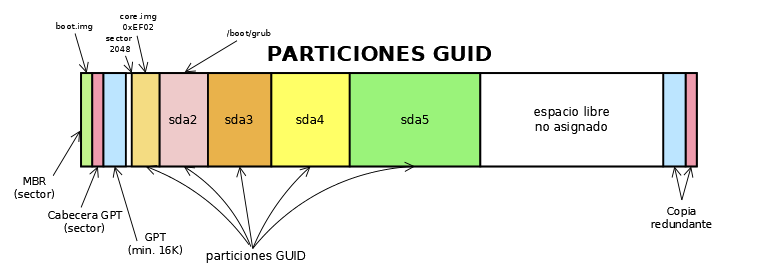 core.img
0xEF02
boot.img
sector
2048
/boot/grub
PARTICIONES GUID
sda2
sda3
sda4
sda5
espacio libre
no asignado
MBR
(sector)
Cabecera GPT
(sector)
GPT
(min. 16K)
particiones GUID
Copia
redundante